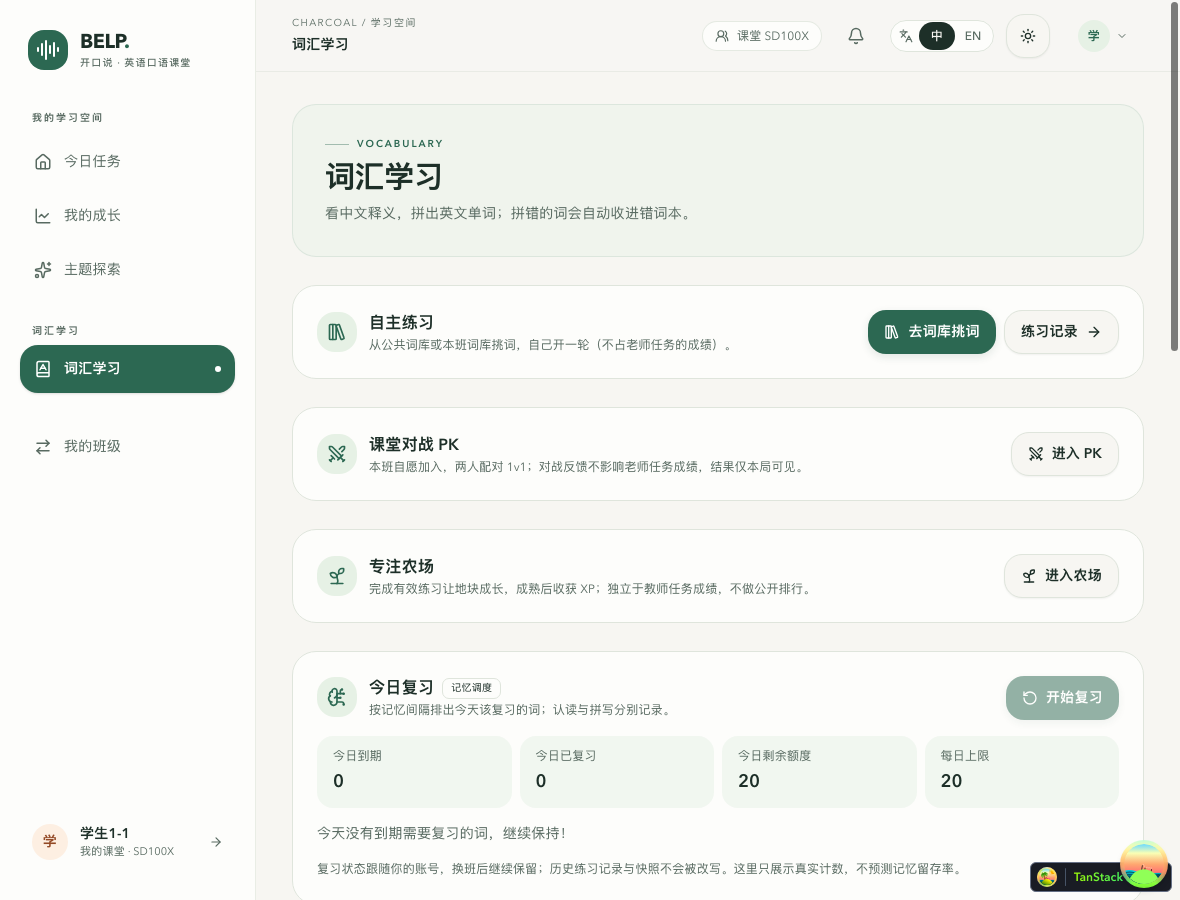 BELP.
开口说 · 英语口语课堂
我的学习空间
今日任务
我的成长
主题探索
词汇学习
词汇学习
我的班级
学
学生1-1
我的课堂 · SD100X
CHARCOAL / 学习空间
词汇学习
课堂 SD100X
中
EN
学
VOCABULARY
词汇学习
看中文释义，拼出英文单词；拼错的词会自动收进错词本。
自主练习
从公共词库或本班词库挑词，自己开一轮（不占老师任务的成绩）。
去词库挑词
练习记录
课堂对战 PK
本班自愿加入，两人配对 1v1；对战反馈不影响老师任务成绩，结果仅本局可见。
进入 PK
专注农场
完成有效练习让地块成长，成熟后收获 XP；独立于教师任务成绩，不做公开排行。
进入农场
今日复习
记忆调度
按记忆间隔排出今天该复习的词；认读与拼写分别记录。
开始复习
今日到期
0
今日已复习
0
今日剩余额度
20
每日上限
20
今天没有到期需要复习的词，继续保持！
复习状态跟随你的账号，换班后继续保留；历史练习记录与快照不会被改写。这里只展示真实计数，不预测记忆留存率。
TanStack